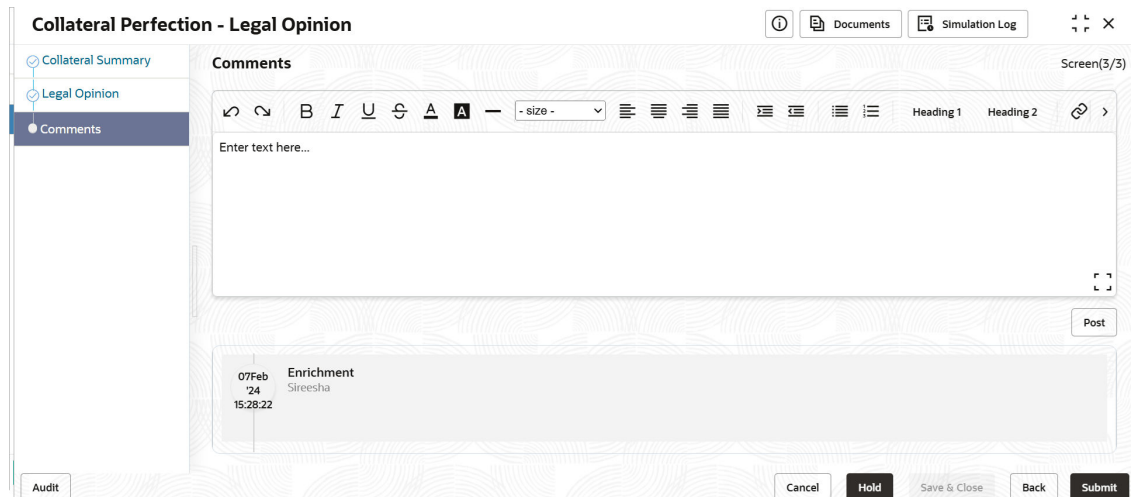 Collateral Perfection - Legal Opinion
Documents
Simulation Log
Collateral Summary
Legal Opinion
Comments
Comments
Screen(3/3)
B I U S A A - size - Heading 1 Heading 2
Enter text here...
Post
07Feb
'24
15:28:22
Enrichment
Sireesha
Audit
Cancel
Hold
Save & Close
Back
Submit